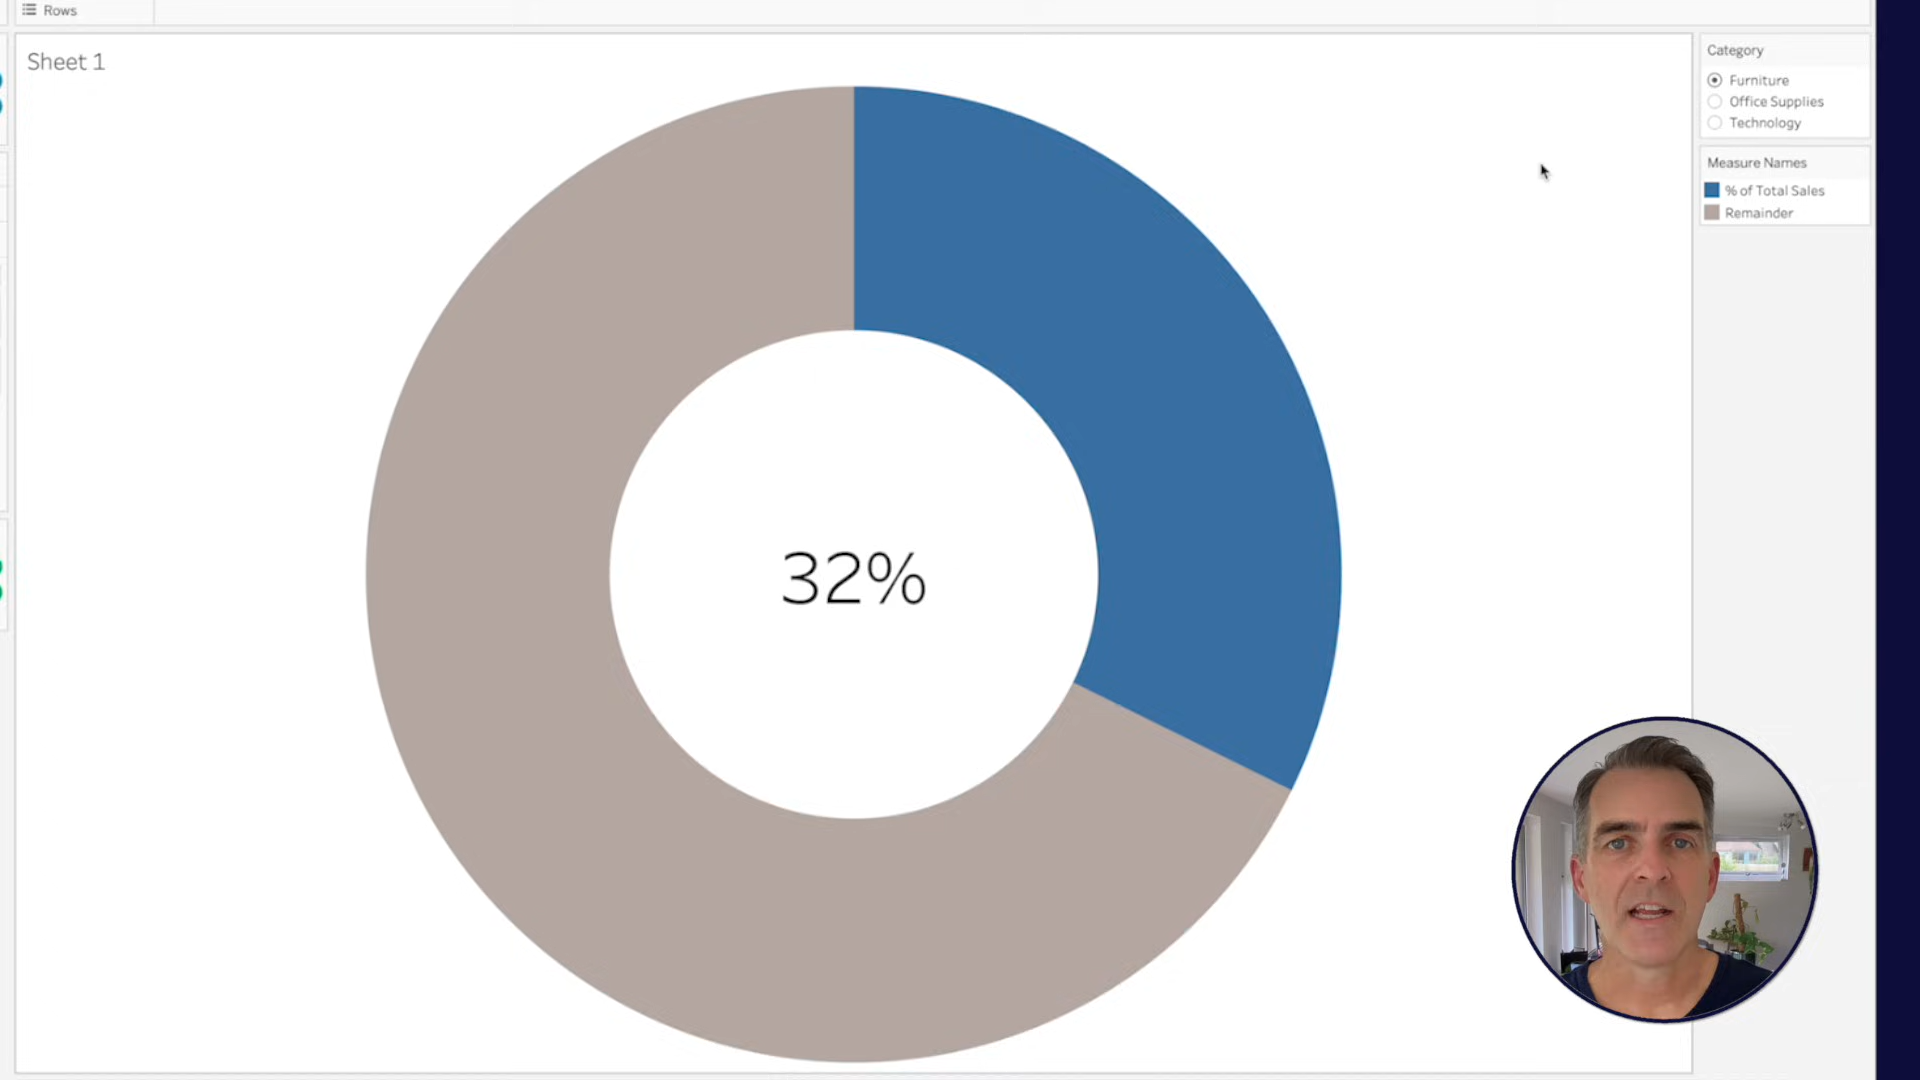 Rows
Sheet 1
Category
Furniture
Office Supplies
Technology
Measure Names
% of Total Sales
Remainder
32%